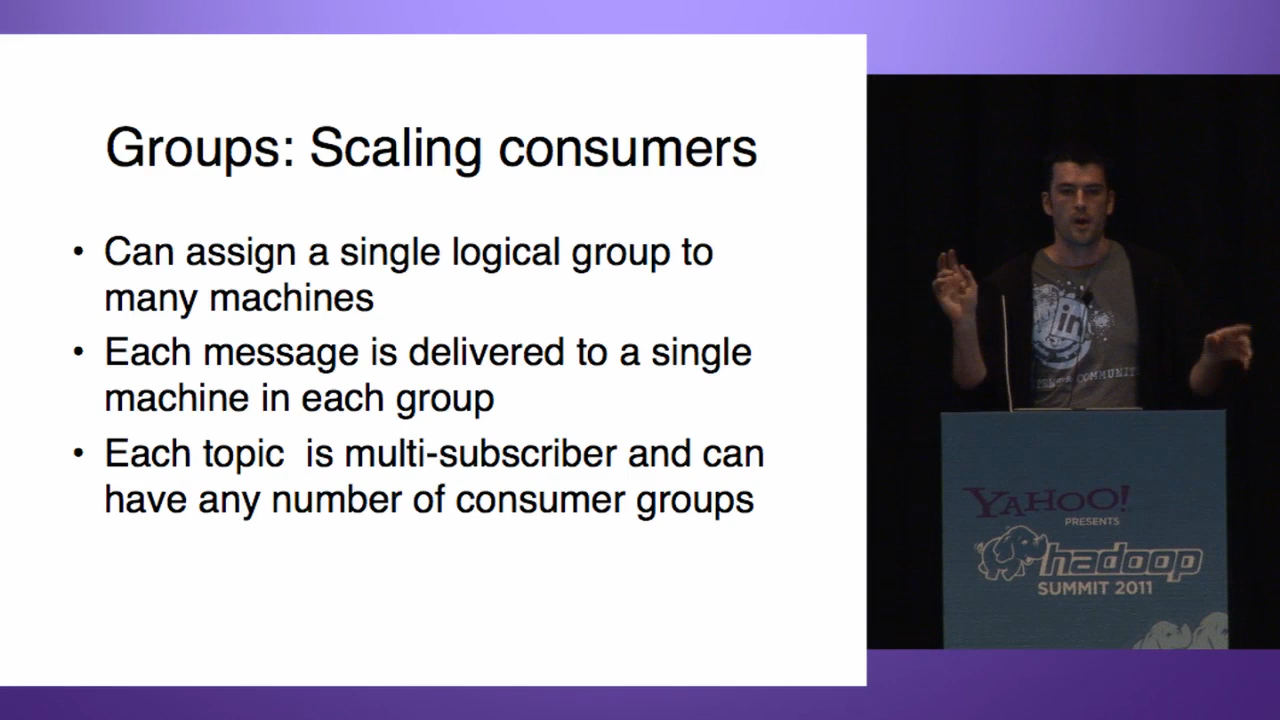 Groups: Scaling consumers
• Can assign a single logical group to
many machines
• Each message is delivered to a single
machine in each group
• Each topic  is multi-subscriber and can
have any number of consumer groups
in
COMMUNIT
YAHOO!
PRESENTS
hadoop
SUMMIT 2011